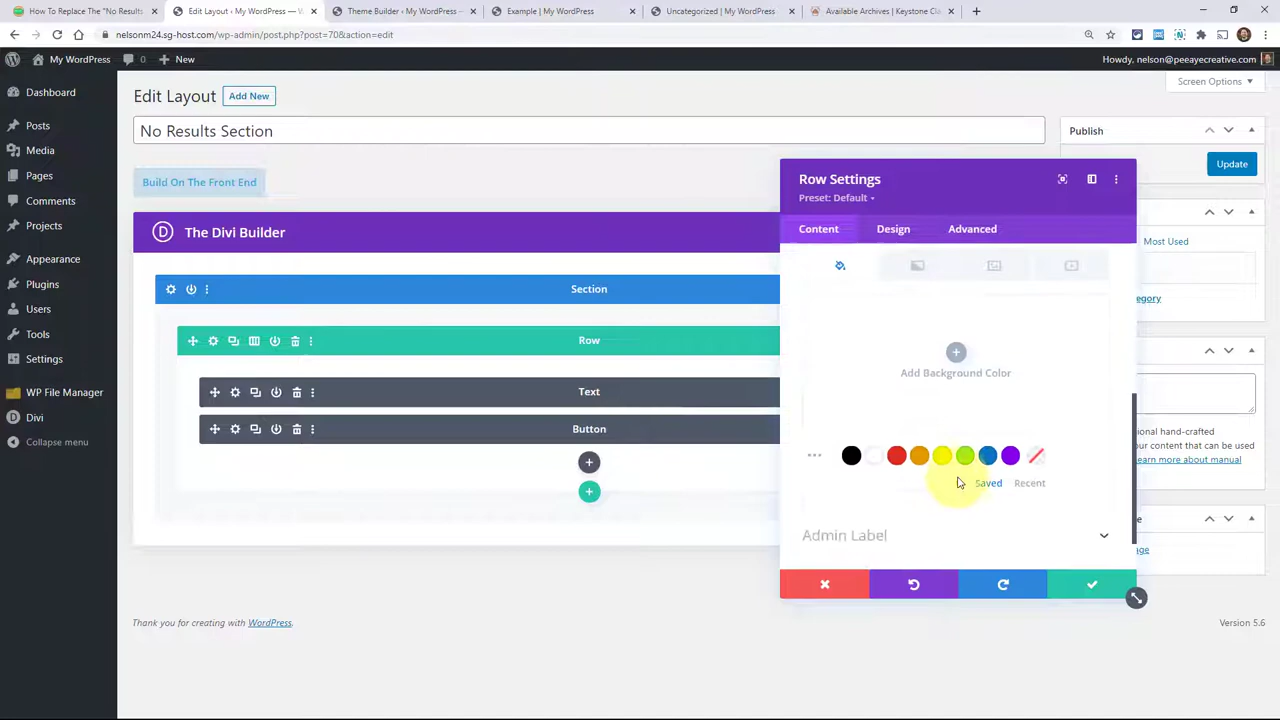 How To Replace The "No Results
Edit Layout ‹ My WordPress — W
Theme Builder ‹ My WordPress —
Example | My WordPress
Uncategorized | My WordPress
Available Archives | Keystone Cla
nelsonm24.sg-host.com/wp-admin/post.php?post=70&action=edit
My WordPress
0
New
Howdy, nelson@peeayecreative.com
Dashboard
Posts
Media
Pages
Comments
Projects
Appearance
Plugins
Users
Tools
Settings
WP File Manager
Divi
Collapse menu
Edit Layout
Add New
Screen Options
No Results Section
Publish
Update
Build On The Front End
The Divi Builder
Section
Row
Text
Button
Row Settings
Preset: Default
Content
Design
Advanced
Add Background Color
Saved
Recent
Admin Label
Most Used
egory
onal hand-crafted
our content that can be used
earn more about manual
e
age
Thank you for creating with WordPress.
Version 5.6